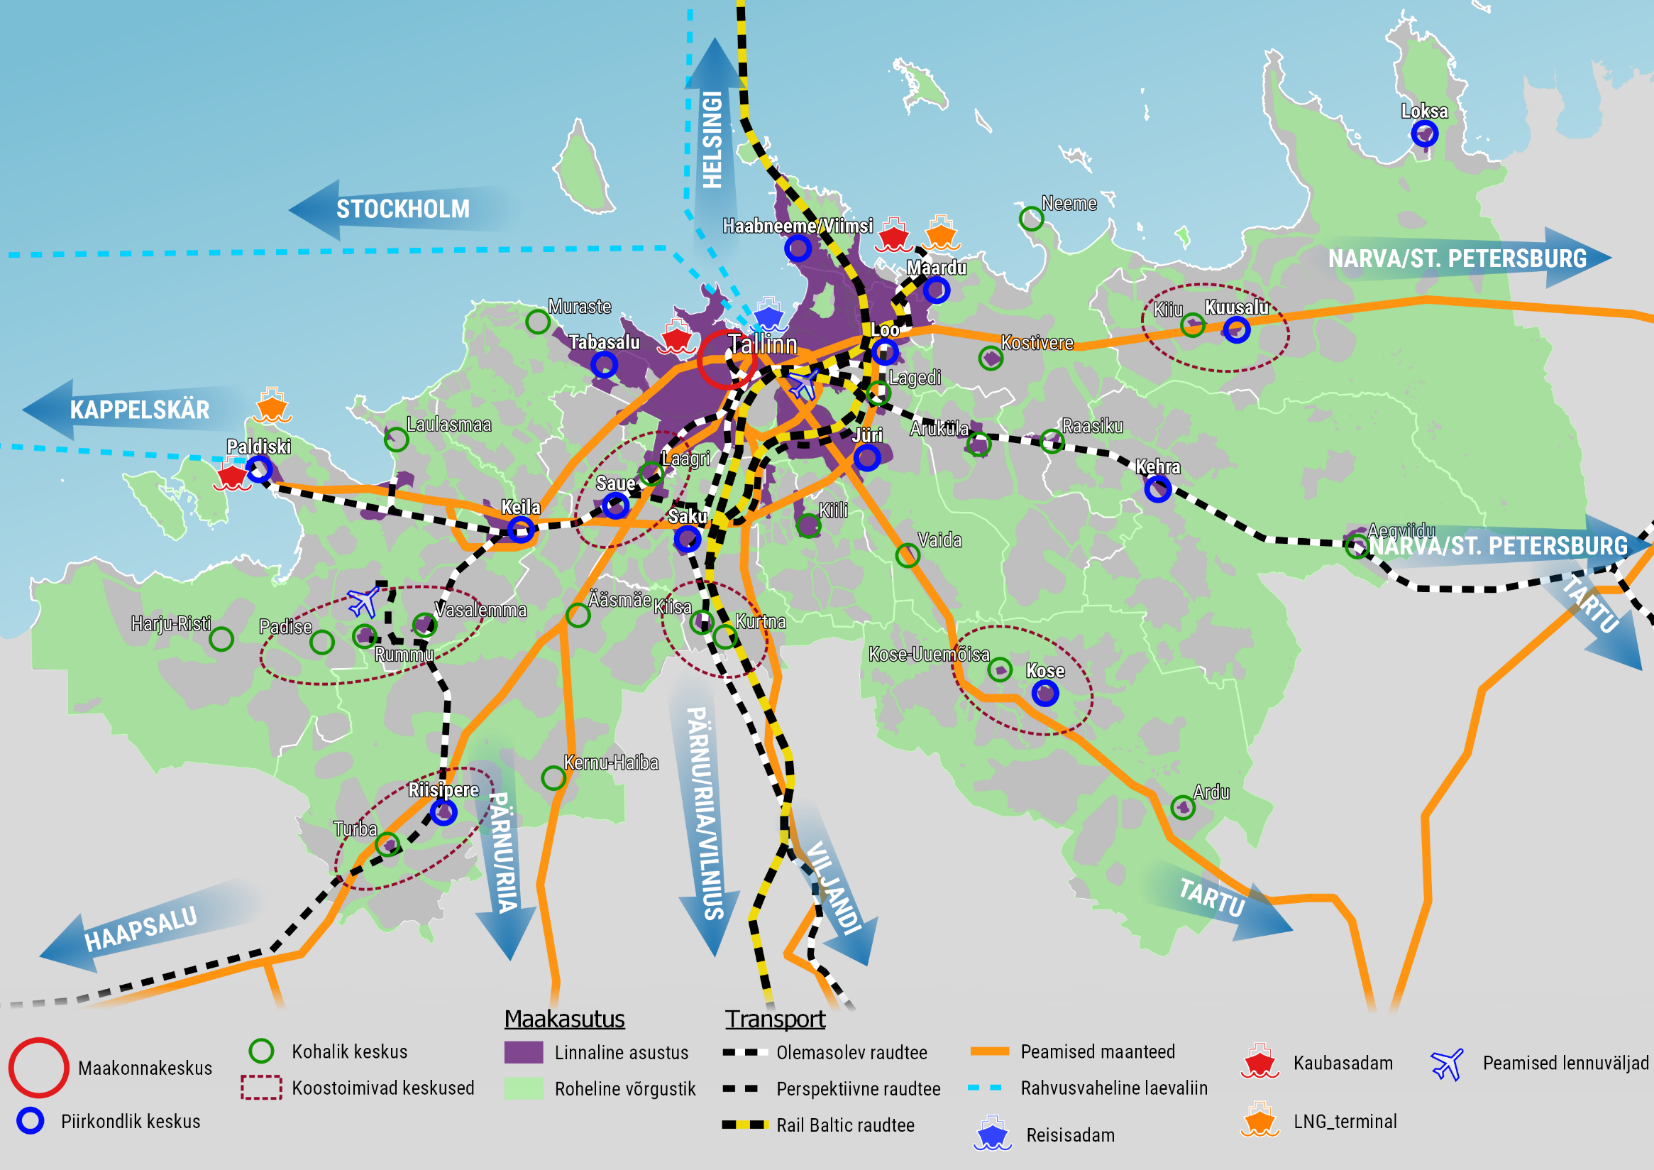 HELSINGI
Loksa
STOCKHOLM
Neeme
Haabneeme/Viimsi
NARVA/ST. PETERSBURG
Maardu
Muraste
Kiiu
Kuusalu
Tabasalu
Tallinn
Loo
Kostivere
Lagedi
KAPPELSKÄR
Laulasmaa
Paldiski
Laagri
Jüri
Aruküla
Raasiku
Kehra
Saue
Keila
Saku
Kiili
Vaida
Aegviidu
NARVA/ST. PETERSBURG
TARTU
Harju-Risti
Padise
Vasalemma
Rummu
Ääsmäe
Kiisa
Kurtna
Kose-Uuemõisa
Kose
Kernu-Haiba
Riisipere
Turba
Ardu
PÄRNU/RIIA
PÄRNU/RIIA/VILNIUS
VILJANDI
TARTU
HAAPSALU
Maakonnakeskus
Piirkondlik keskus
Kohalik keskus
Koostoimivad keskused
Maakasutus
Linnaline asustus
Roheline võrgustik
Transport
Olemasolev raudtee
Perspektiivne raudtee
Rail Baltic raudtee
Peamised maanteed
Rahvusvaheline laevaliin
Reisisadam
Kaubasadam
LNG_terminal
Peamised lennuväljad